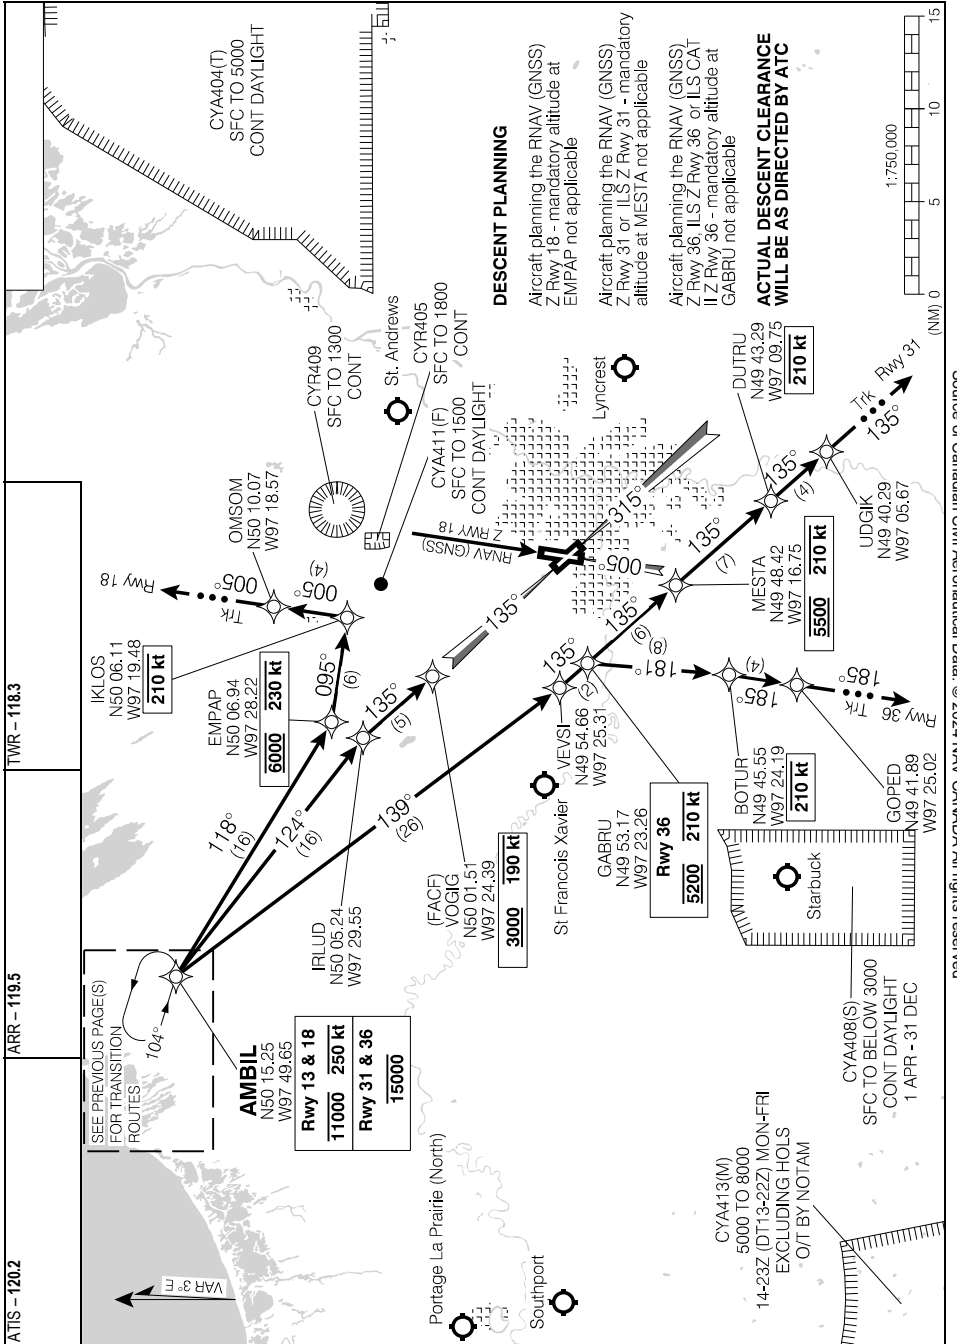 ATIS – 120.2
ARR – 119.5
TWR – 118.3
VAR 3° E
SEE PREVIOUS PAGE(S)
FOR TRANSITION
ROUTES
104°
AMBIL
N50 15.25
W97 49.65
Rwy 13 & 18
11000 250 kt
Rwy 31 & 36
15000
118°
(16)
124°
(16)
139°
(26)
IKLOS
N50 06.11
W97 19.48
210 kt
EMPAP
N50 06.94
W97 28.22
6000 230 kt
095°
(6)
Rwy 18
Trk
005°
005°
(4)
OMSOM
N50 10.07
W97 18.57
CYR409
SFC TO 1300
CONT
St. Andrews
CYR405
SFC TO 1800
CONT
CYA411(F)
SFC TO 1500
CONT DAYLIGHT
CYA404(T)
SFC TO 5000
CONT DAYLIGHT
IRLUD
N50 05.24
W97 29.55
135°
(5)
135°
RNAV (GNSS)
Z RWY 18
315°
005°
(FACF)
VOGIG
N50 01.51
W97 24.39
3000 190 kt
St Francois Xavier
VEVSI
N49 54.66
W97 25.31
135°
(2)
135°
(6)
135°
(7)
135°
(4)
135°
Trk
Rwy 31
Lyncrest
GABRU
N49 53.17
W97 23.26
Rwy 36
5200 210 kt
181°
(8)
185°
(4)
185°
Trk
Rwy 36
BOTUR
N49 45.55
W97 24.19
210 kt
GOPED
N49 41.89
W97 25.02
MESTA
N49 48.42
W97 16.75
5500 210 kt
DUTRU
N49 43.29
W97 09.75
210 kt
UDGIK
N49 40.29
W97 05.67
Starbuck
CYA408(S)
SFC TO BELOW 3000
CONT DAYLIGHT
1 APR - 31 DEC
Portage La Prairie (North)
Southport
CYA413(M)
5000 TO 8000
14-23Z (DT13-22Z) MON-FRI
EXCLUDING HOLS
O/T BY NOTAM
DESCENT PLANNING
Aircraft planning the RNAV (GNSS)
Z Rwy 18 - mandatory altitude at
EMPAP not applicable
Aircraft planning the RNAV (GNSS)
Z Rwy 31 or ILS Z Rwy 31 - mandatory
altitude at MESTA not applicable
Aircraft planning the RNAV (GNSS)
Z Rwy 36, ILS Z Rwy 36 or ILS CAT
II Z Rwy 36 - mandatory altitude at
GABRU not applicable
ACTUAL DESCENT CLEARANCE
WILL BE AS DIRECTED BY ATC
1:750 000
(NM) 0 5 10 15